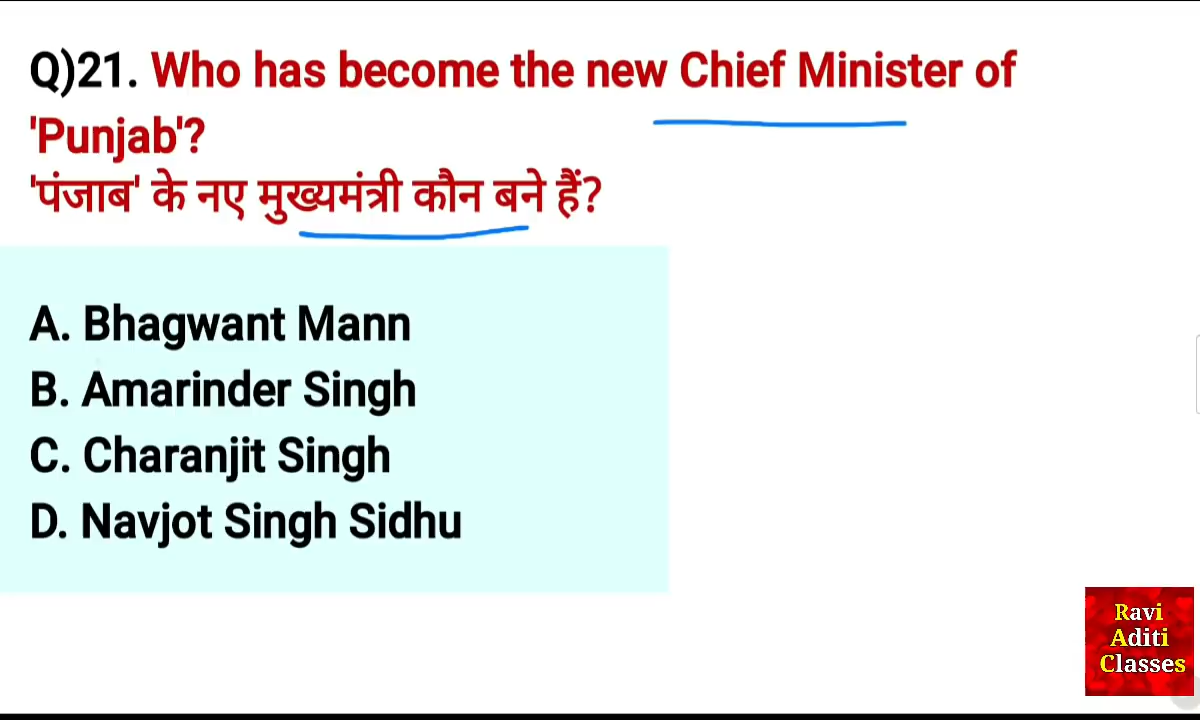 Q)21. Who has become the new Chief Minister of
'Punjab'?
'पंजाब' के नए मुख्यमंत्री कौन बने हैं?
A. Bhagwant Mann
B. Amarinder Singh
C. Charanjit Singh
D. Navjot Singh Sidhu
Ravi
Aditi
Classes